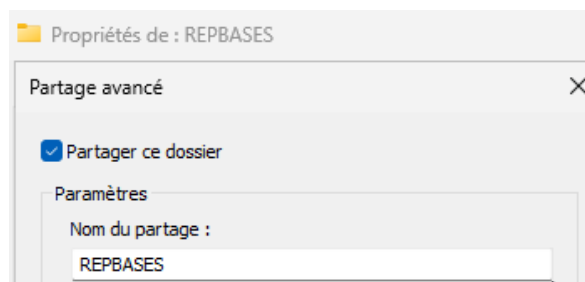 Propriétés de : REPBASES
Partage avancé
Partager ce dossier
Paramètres
Nom du partage :
REPBASES